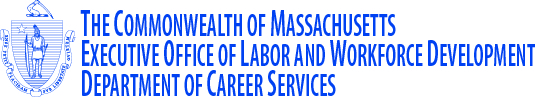 The Commonwealth of Massachusetts
Executive Office of Labor and Workforce Development
Department of Career Services